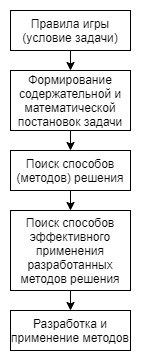 Правила игры
(условие задачи)
Формирование
содержательной и
математической
постановок задачи
Поиск способов
(методов) решения
Поиск способов
эффективного
применения
разработанных
методов решения
Разработка и
применение методов